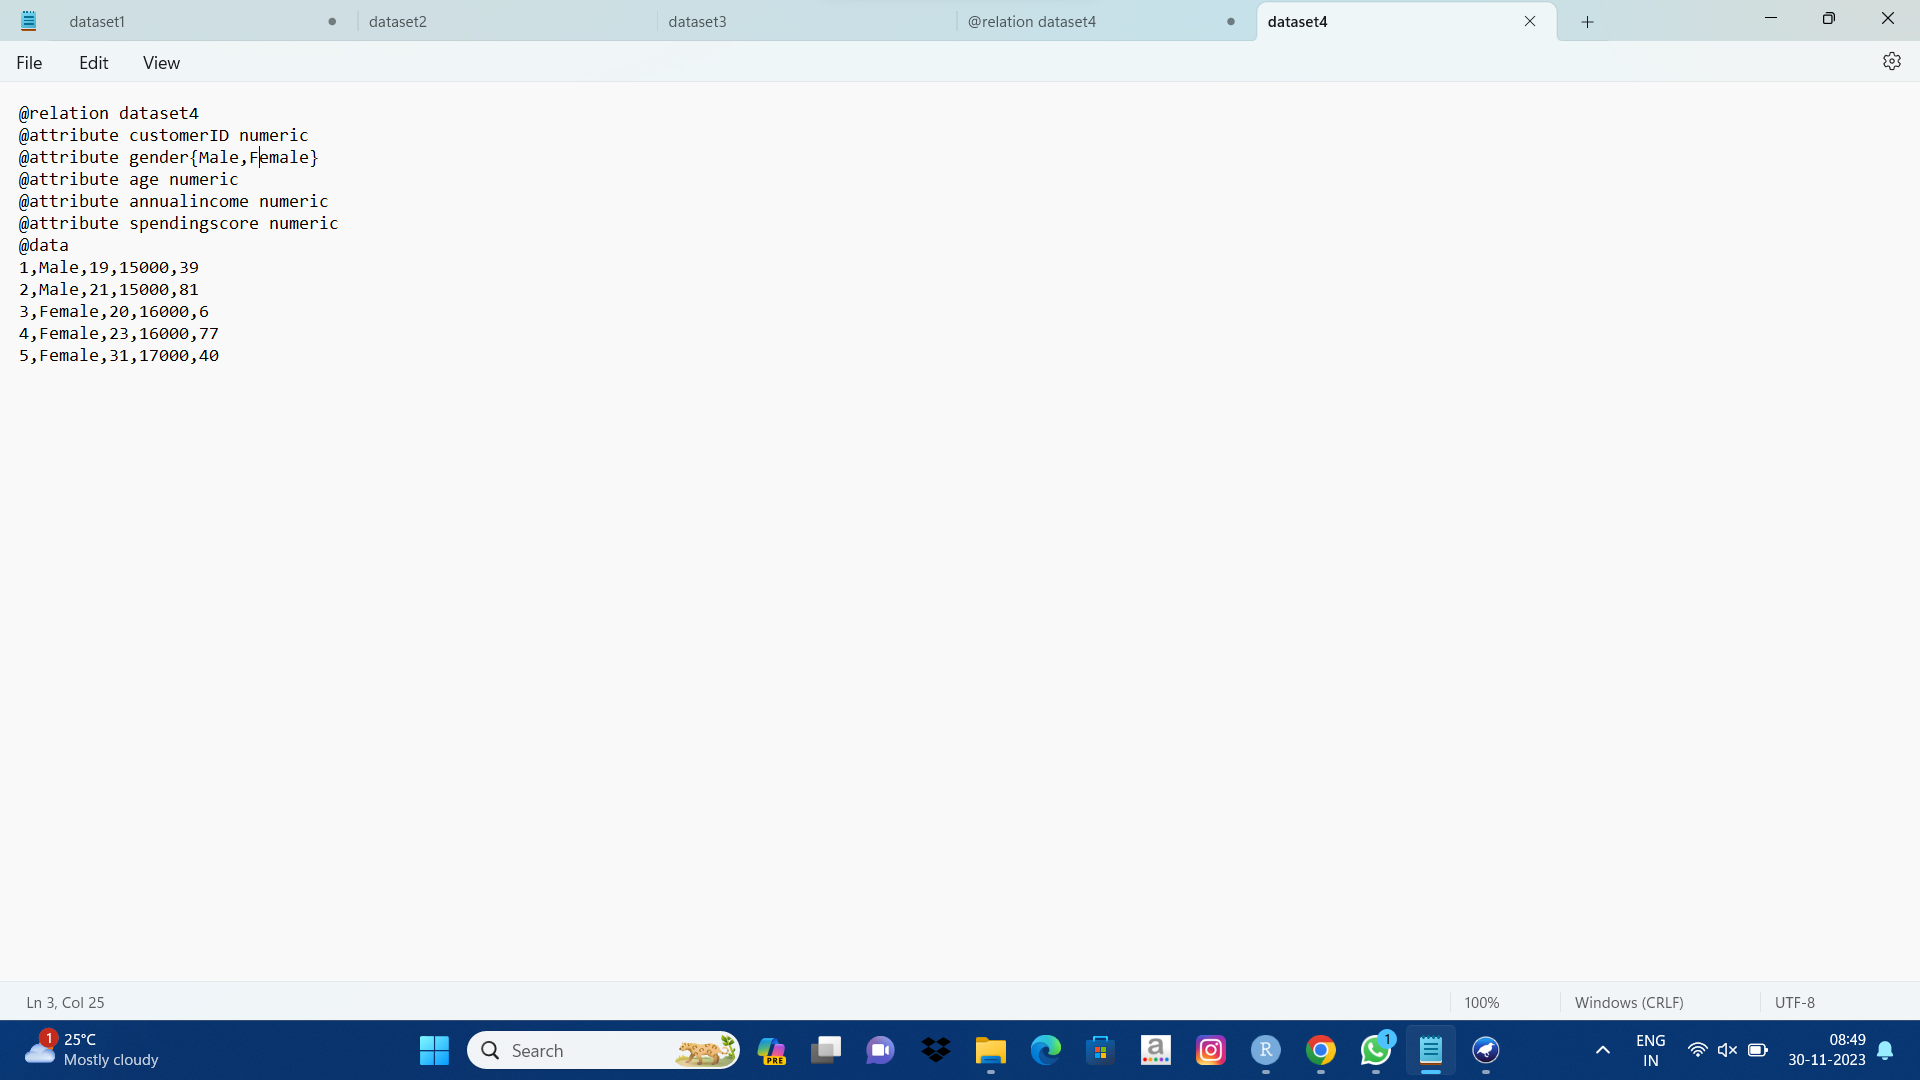 dataset1
dataset2
dataset3
@relation dataset4
dataset4
File Edit View
@relation dataset4
@attribute customerID numeric
@attribute gender{Male,Female}
@attribute age numeric
@attribute annualincome numeric
@attribute spendingscore numeric
@data
1,Male,19,15000,39
2,Male,21,15000,81
3,Female,20,16000,6
4,Female,23,16000,77
5,Female,31,17000,40
Ln 3, Col 25
100%
Windows (CRLF)
UTF-8
1
25°C
Mostly cloudy
Search
PRE
a
R
1
ENG
IN
08:49
30-11-2023